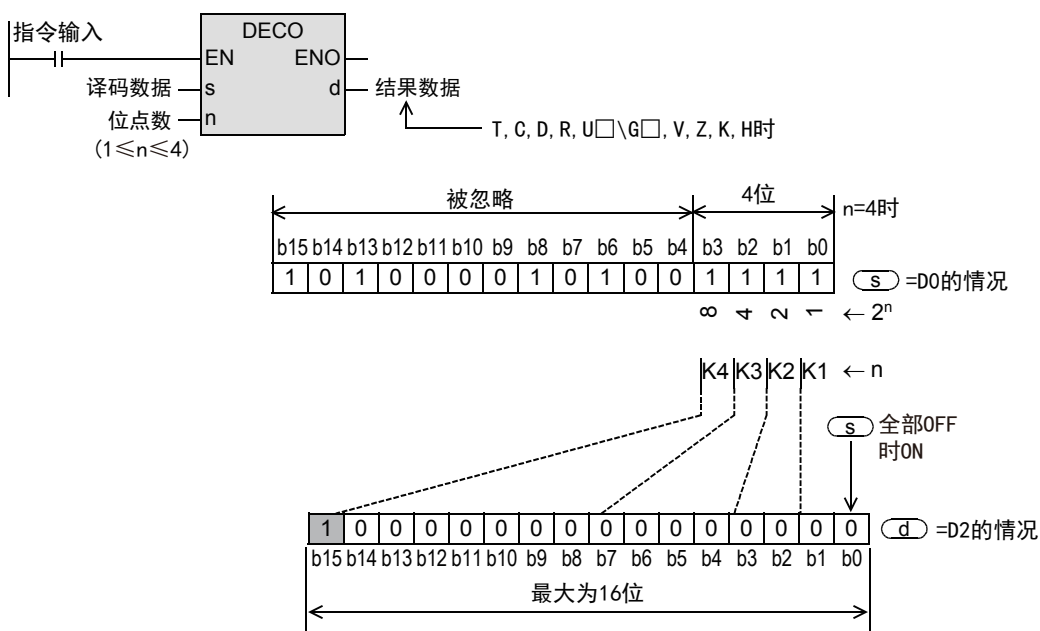 指令输入
DECO
EN ENO
译码数据 s d 结果数据
位点数 n
(1≤n≤4)
T, C, D, R, U□\G□, V, Z, K, H时
被忽略 4位 n=4时
b15 b14 b13 b12 b11 b10 b9 b8 b7 b6 b5 b4 b3 b2 b1 b0
1 0 1 0 0 0 0 1 0 1 0 0 1 1 1 1 s =D0的情况
8 4 2 1 ← 2ⁿ
K4 K3 K2 K1 ← n
s 全部OFF
时ON
1 0 0 0 0 0 0 0 0 0 0 0 0 0 0 0 d =D2的情况
b15 b14 b13 b12 b11 b10 b9 b8 b7 b6 b5 b4 b3 b2 b1 b0
最大为16位